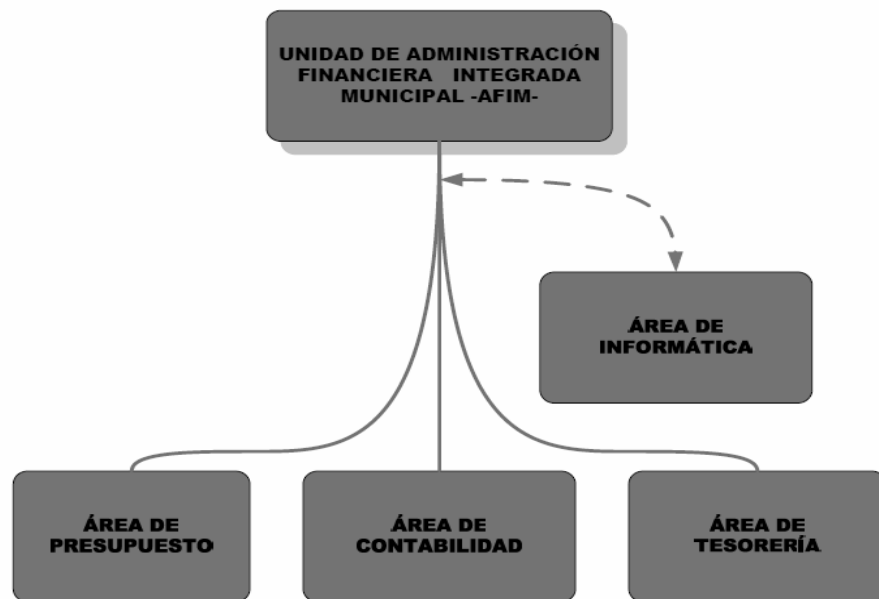 UNIDAD DE ADMINISTRACIÓN
FINANCIERA INTEGRADA
MUNICIPAL -AFIM-
ÁREA DE
INFORMÁTICA
ÁREA DE
PRESUPUESTO
ÁREA DE
CONTABILIDAD
ÁREA DE
TESORERÍA